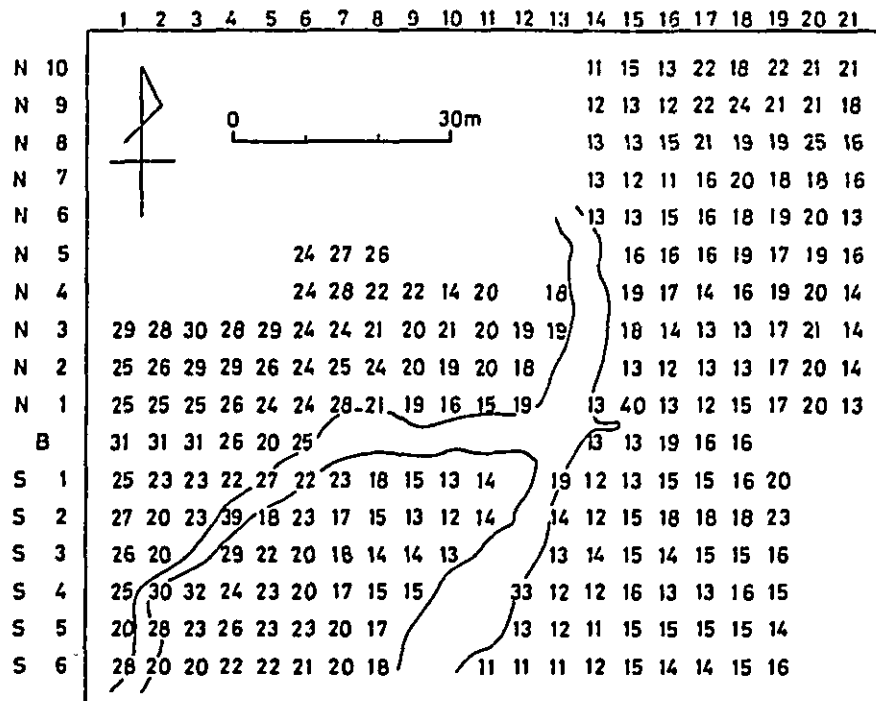 1 2 3 4 5 6 7 8 9 10 11 12 13 14 15 16 17 18 19 20 21
N 10 11 15 13 22 18 22 21 21
N 9 12 13 12 22 24 21 21 18
0 30m
N 8 13 13 15 21 19 19 25 16
N 7 13 12 11 16 20 18 18 16
N 6 13 13 15 16 18 19 20 13
N 5 24 27 26 16 16 16 19 17 19 16
N 4 24 28 22 22 14 20 18 19 17 14 16 19 20 14
N 3 29 28 30 28 29 24 24 21 20 21 20 19 19 18 14 13 13 17 21 14
N 2 25 26 29 29 26 24 25 24 20 19 20 18 13 12 13 13 17 20 14
N 1 25 25 25 26 24 24 28 21 19 16 15 19 13 40 13 12 15 17 20 13
B 31 31 31 26 20 25 13 13 19 16 16
S 1 25 23 23 22 27 22 23 18 15 13 14 19 12 13 15 15 16 20
S 2 27 20 23 39 18 23 17 15 13 12 14 14 12 15 18 18 18 23
S 3 26 20 29 22 20 18 14 14 13 13 14 15 14 15 15 16
S 4 25 30 32 24 23 20 17 15 15 33 12 12 16 13 13 16 15
S 5 20 28 23 26 23 23 20 17 13 12 11 15 15 15 15 14
S 6 28 20 20 22 22 21 20 18 11 11 11 12 15 14 14 15 16